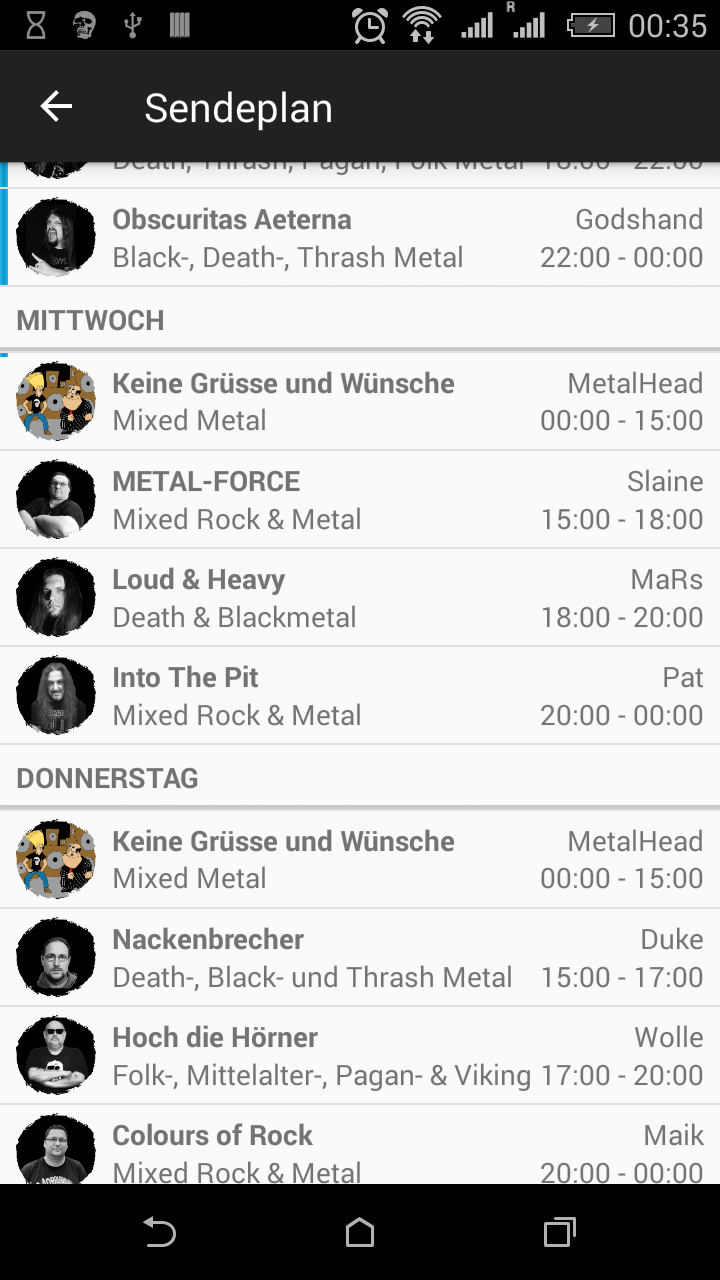 R
00:35
Sendeplan
Death, Thrash, Pagan, Folk Metal 18:00 - 22:00
Obscuritas Aeterna Godshand
Black-, Death-, Thrash Metal 22:00 - 00:00
MITTWOCH
Keine Grüsse und Wünsche MetalHead
Mixed Metal 00:00 - 15:00
METAL-FORCE Slaine
Mixed Rock & Metal 15:00 - 18:00
Loud & Heavy MaRs
Death & Blackmetal 18:00 - 20:00
Into The Pit Pat
Mixed Rock & Metal 20:00 - 00:00
DONNERSTAG
Keine Grüsse und Wünsche MetalHead
Mixed Metal 00:00 - 15:00
Nackenbrecher Duke
Death-, Black- und Thrash Metal 15:00 - 17:00
Hoch die Hörner Wolle
Folk-, Mittelalter-, Pagan- & Viking 17:00 - 20:00
Colours of Rock Maik
Mixed Rock & Metal 20:00 - 00:00